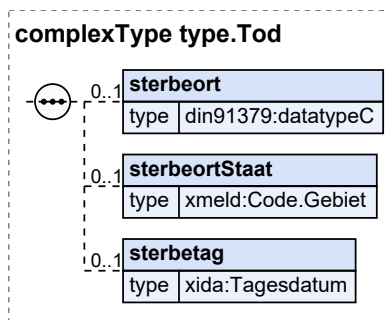 complexType type.Tod
0..1 sterbeort
type din91379:datatypeC
0..1 sterbeortStaat
type xmeld:Code.Gebiet
0..1 sterbetag
type xida:Tagesdatum